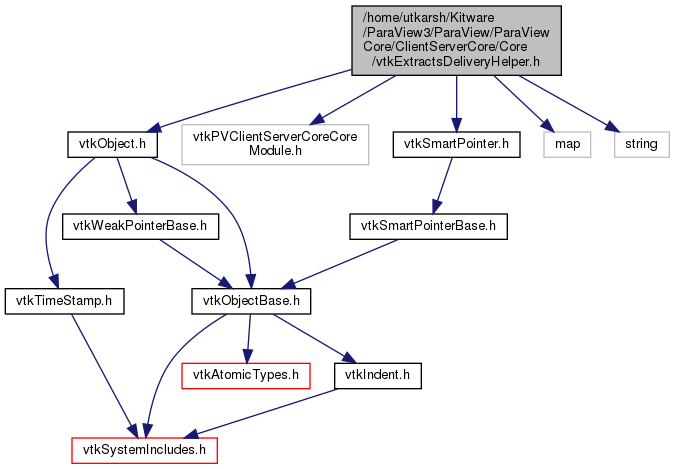 /home/utkarsh/Kitware
/ParaView3/ParaView/ParaView
Core/ClientServerCore/Core
/vtkExtractsDeliveryHelper.h
vtkObject.h
vtkPVClientServerCoreCore
Module.h
vtkSmartPointer.h
map
string
vtkWeakPointerBase.h
vtkSmartPointerBase.h
vtkTimeStamp.h
vtkObjectBase.h
vtkAtomicTypes.h
vtkIndent.h
vtkSystemIncludes.h